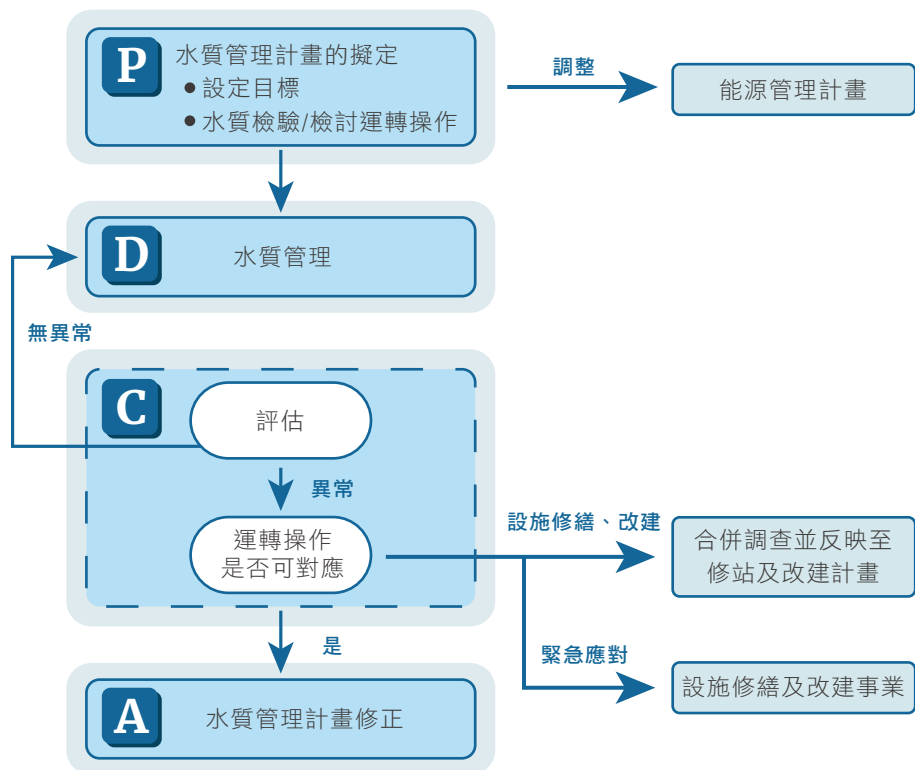 P
水質管理計畫的擬定
● 設定目標
● 水質檢驗/檢討運轉操作
調整
能源管理計畫
D
水質管理
無異常
C
評估
異常
運轉操作
是否可對應
設施修繕、改建
合併調查並反映至
修站及改建計畫
緊急應對
設施修繕及改建事業
是
A
水質管理計畫修正